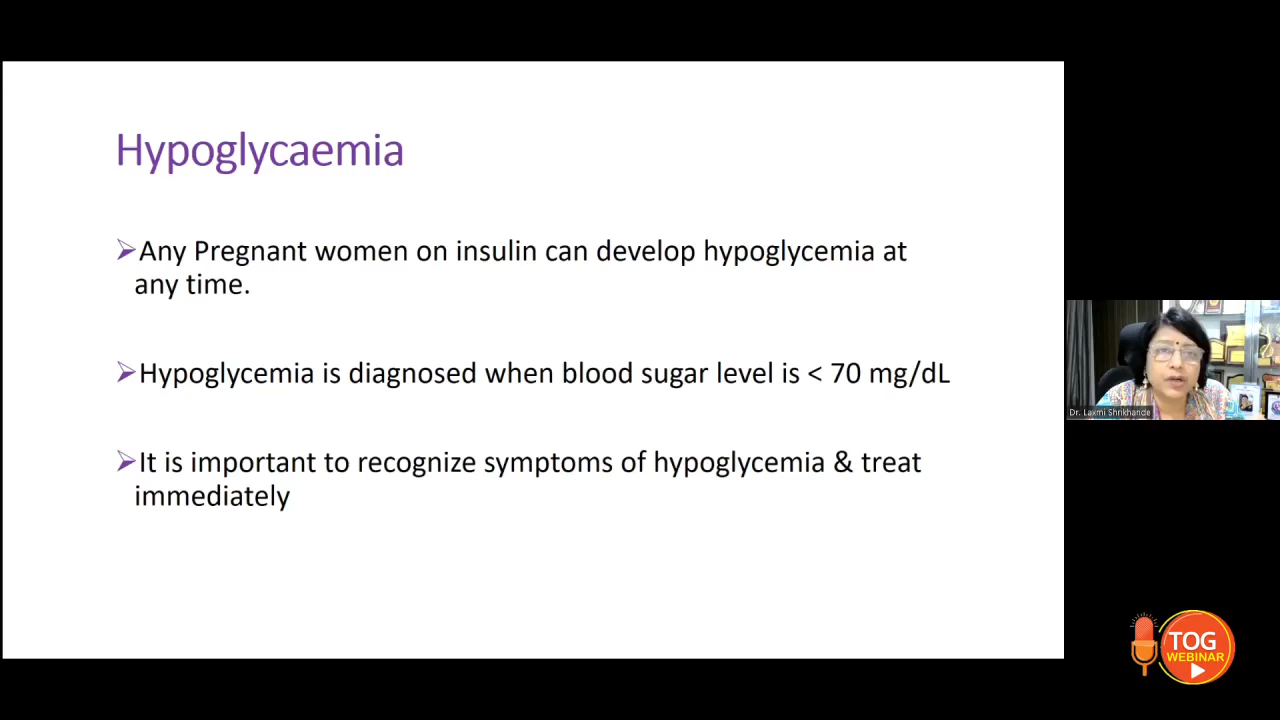 Hypoglycaemia
Any Pregnant women on insulin can develop hypoglycemia at
any time.
Hypoglycemia is diagnosed when blood sugar level is < 70 mg/dL
It is important to recognize symptoms of hypoglycemia & treat
immediately
Dr. Laxmi Shrikhande
TOG
WEBINAR